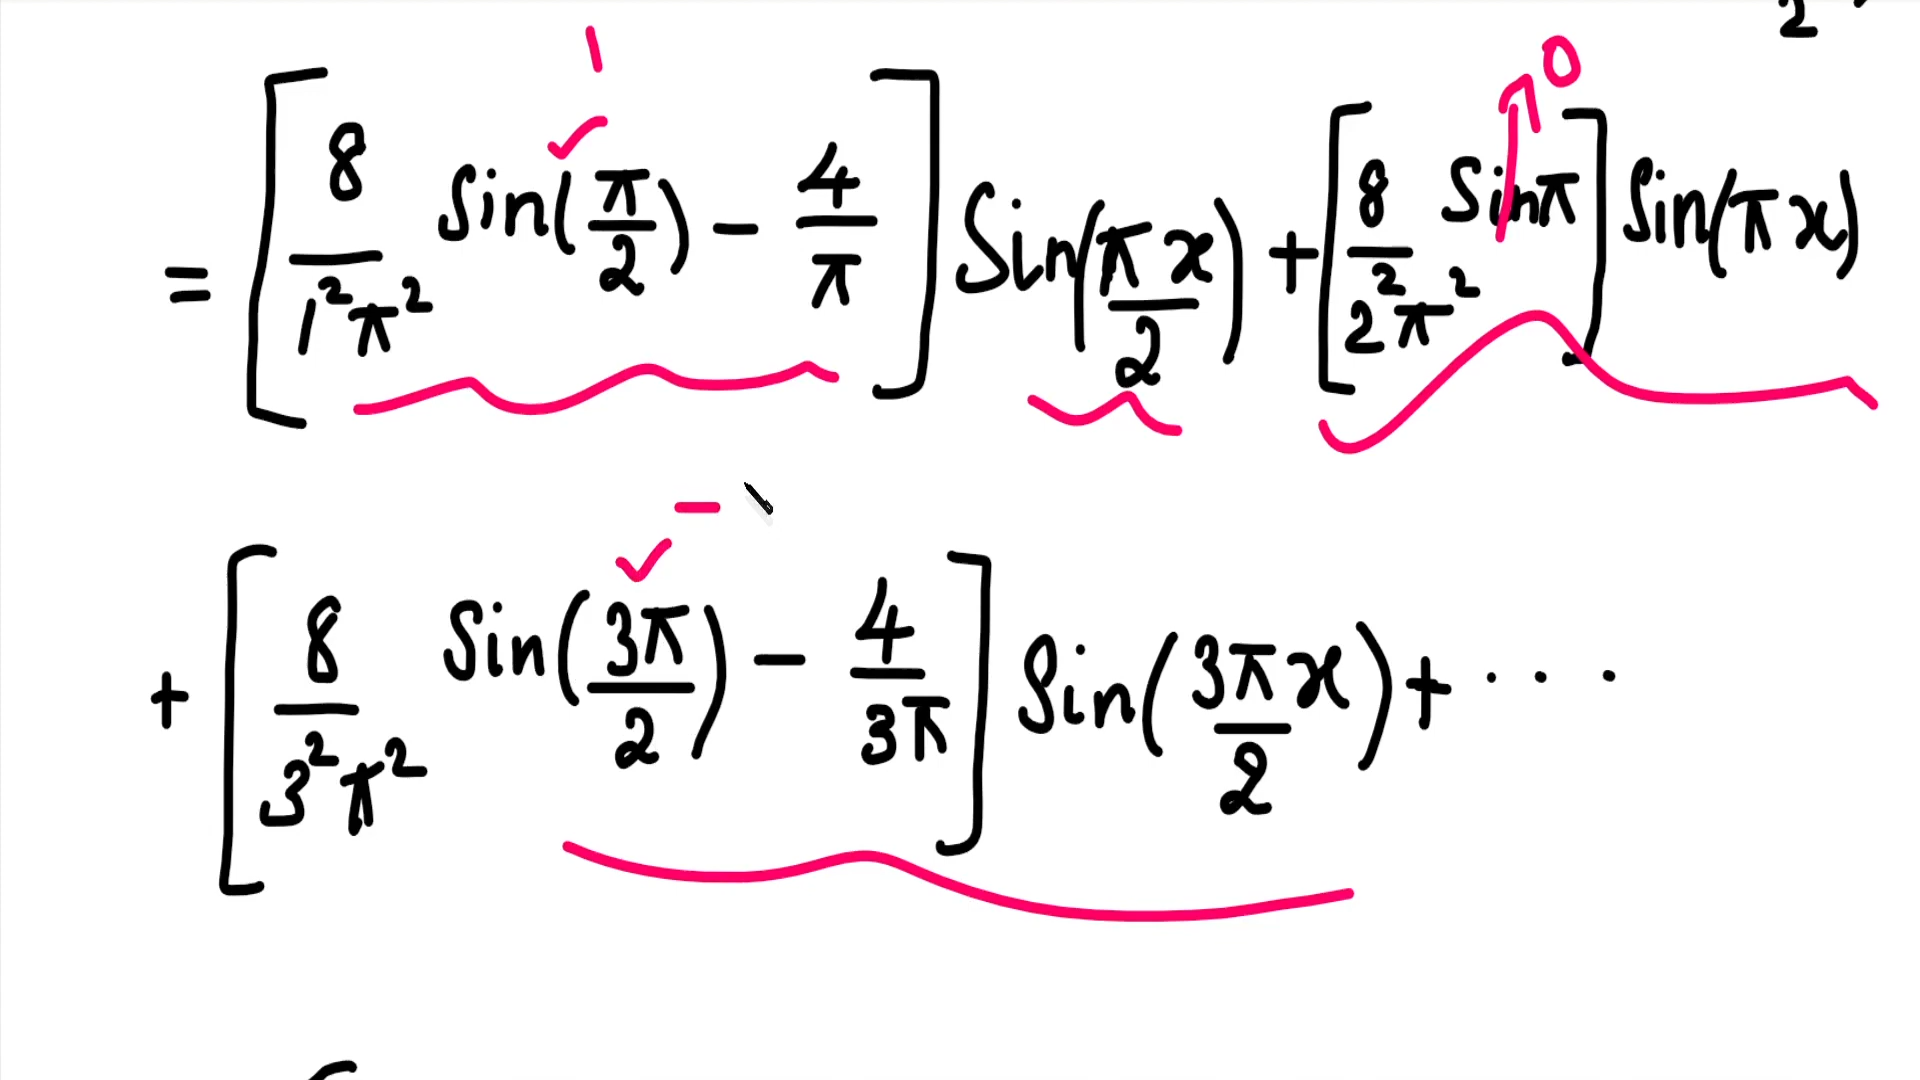 2
1 0
= [8/1²π² Sin(π/2) − 4/π] Sin(πx/2) + [8/2²π² Sinπ] Sin(πx)
−
+ [8/3²π² Sin(3π/2) − 4/3π] Sin(3πx/2) + ....